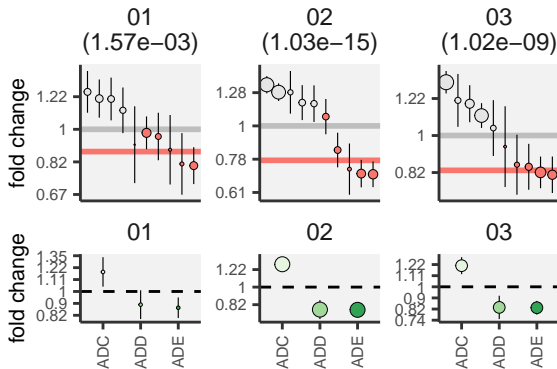 01
(1.57e−03)
02
(1.03e−15)
03
(1.02e−09)
fold change
1.22
1
0.82
0.67
1.28
1
0.78
0.61
1.22
1
0.82
01
02
03
fold change
1.35
1.22
1.11
1
0.9
0.82
1.22
1
0.82
1.22
1.11
1
0.9
0.82
0.74
ADC
ADD
ADE
ADC
ADD
ADE
ADC
ADD
ADE